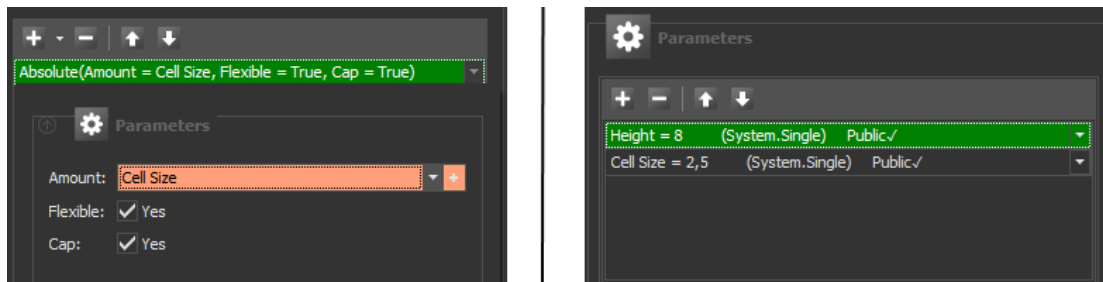 Absolute(Amount = Cell Size, Flexible = True, Cap = True)
Parameters
Amount: Cell Size
Flexible: Yes
Cap: Yes
Parameters
Height = 8 (System.Single) Public✓
Cell Size = 2,5 (System.Single) Public✓